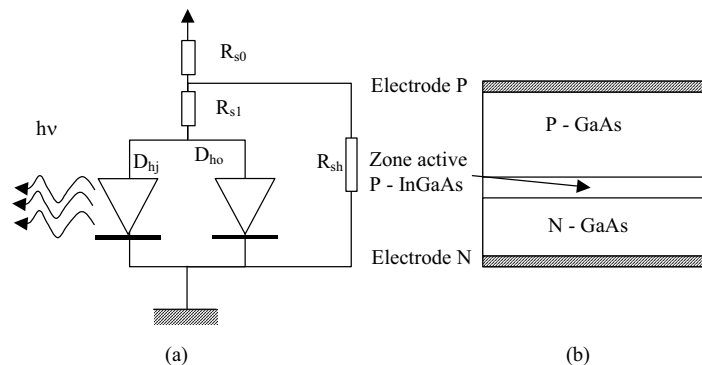 R_s0
Electrode P
R_s1
hν
P - GaAs
D_hj
D_ho
R_sh
Zone active
P - InGaAs
N - GaAs
Electrode N
(a)
(b)